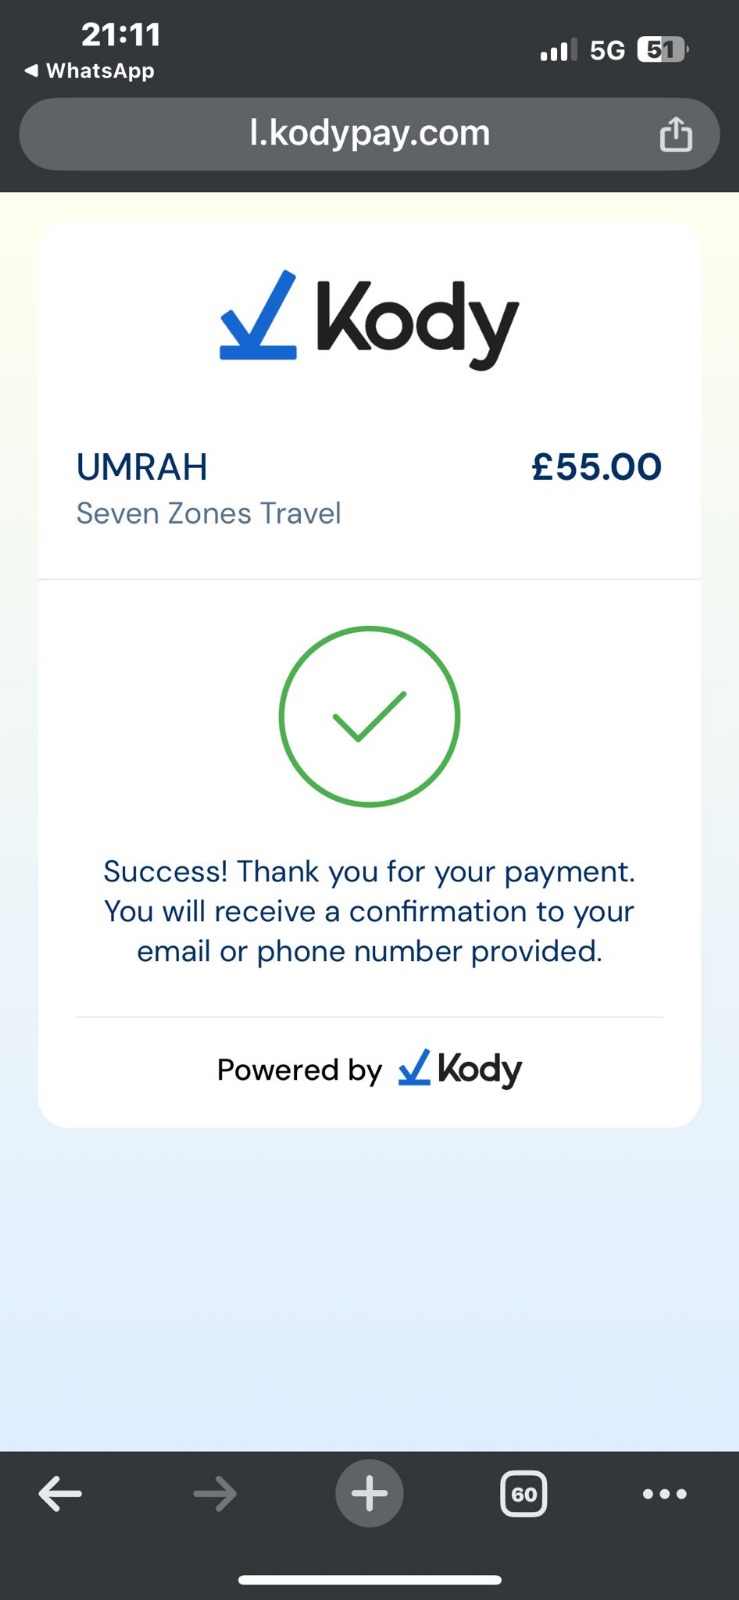 21:11
5G 51
◀ WhatsApp
l.kodypay.com
Kody
UMRAH £55.00
Seven Zones Travel
Success! Thank you for your payment.
You will receive a confirmation to your
email or phone number provided.
Powered by Kody
60